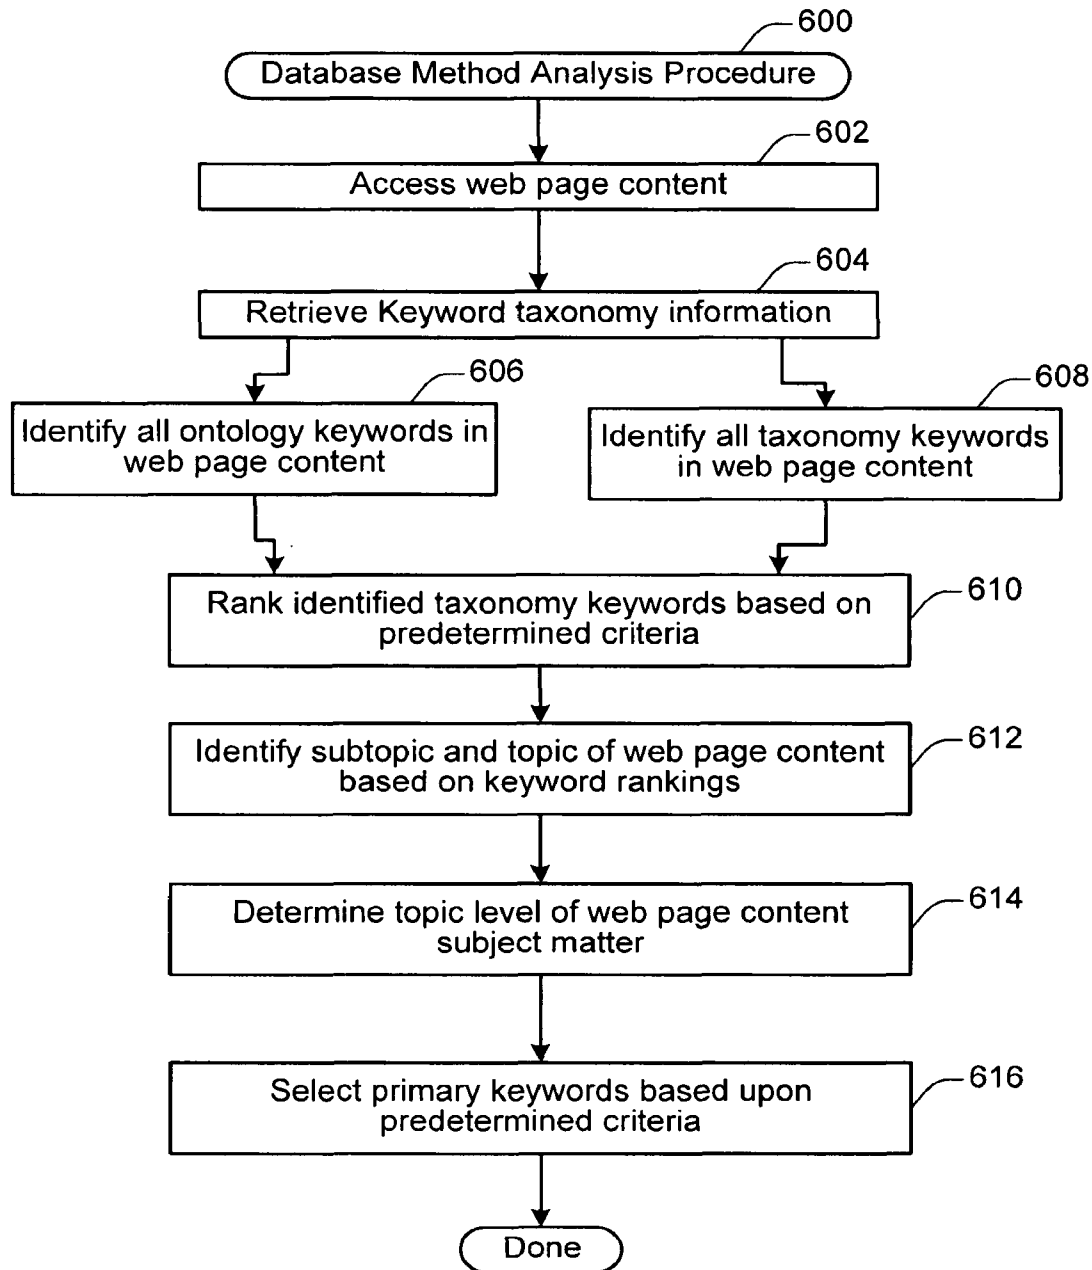 600
Database Method Analysis Procedure
602
Access web page content
604
Retrieve Keyword taxonomy information
606
Identify all ontology keywords in
web page content
608
Identify all taxonomy keywords
in web page content
610
Rank identified taxonomy keywords based on
predetermined criteria
612
Identify subtopic and topic of web page content
based on keyword rankings
614
Determine topic level of web page content
subject matter
616
Select primary keywords based upon
predetermined criteria
Done